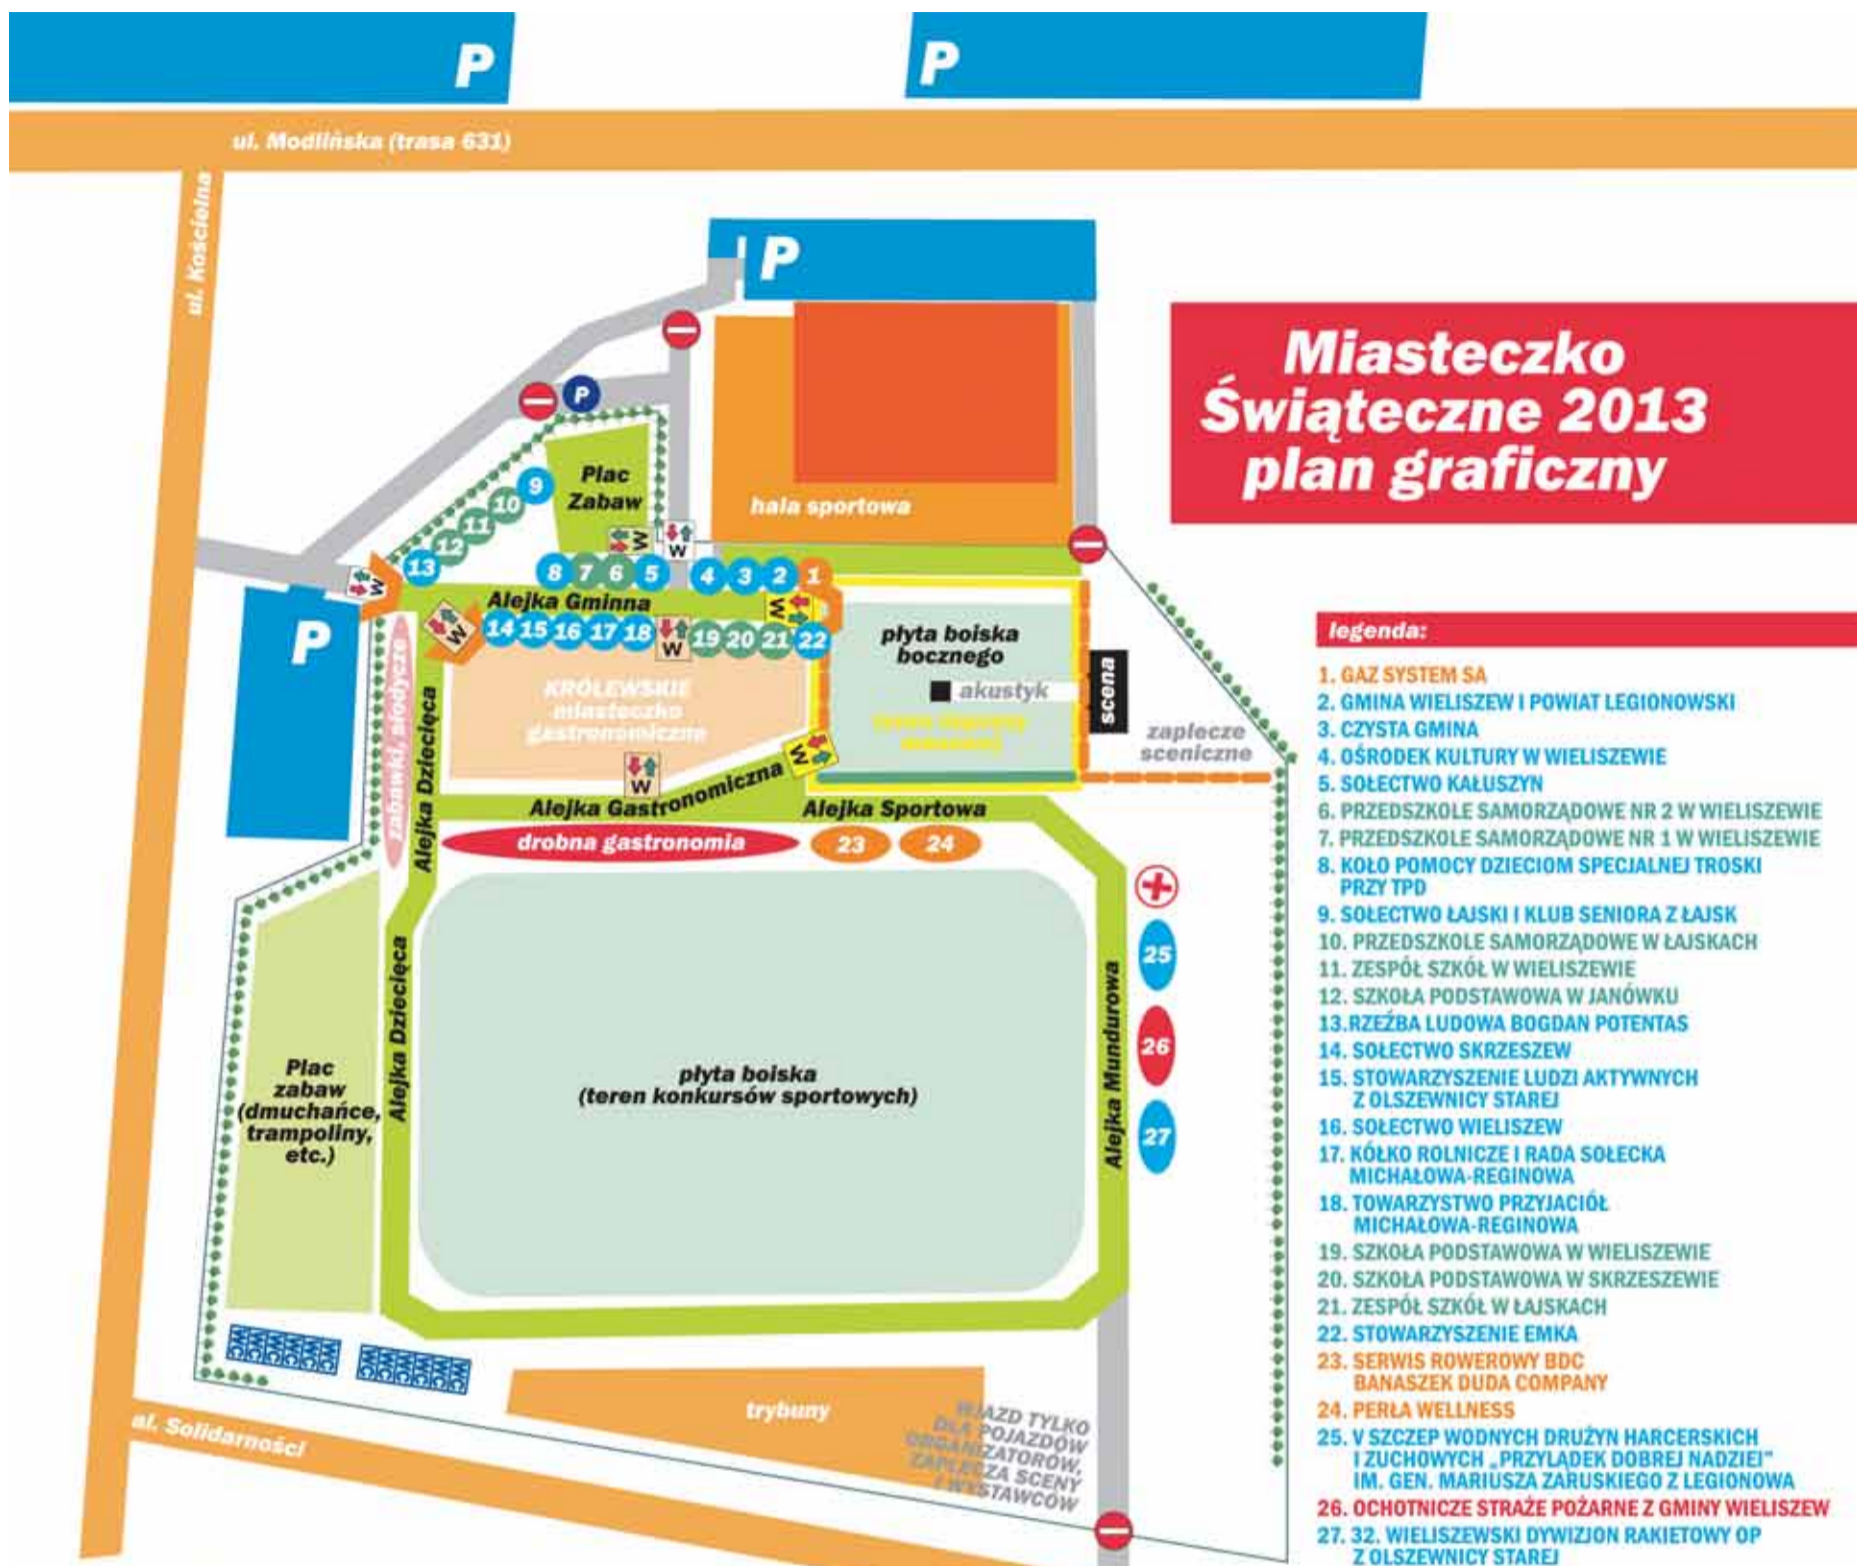 P
P
ul. Modlińska (trasa 631)
ul. Kościelna
P
Miasteczko
Świąteczne 2013
plan graficzny
P
Plac
Zabaw
hala sportowa
9
10
11
12
13
W
W
W
8
7
6
5
4
3
2
1
Alejka Gminna
W
W
14
15
16
17
18
W
19
20
21
22
P
zabawki, słodycze
Alejka Dziecięca
KRÓLEWSKIE
miasteczko
gastronomiczne
płyta boiska
bocznego
akustyk
scena
zaplecze
sceniczne
W
W
Alejka Gastronomiczna
Alejka Sportowa
drobna gastronomia
23
24
Alejka Dziecięca
Plac
zabaw
(dmuchańce,
trampoliny,
etc.)
płyta boiska
(teren konkursów sportowych)
Alejka Mundurowa
25
26
27
WC WC WC WC WC WC
WC WC WC WC WC WC
trybuny
WJAZD TYLKO
DLA POJAZDÓW
ORGANIZATORÓW,
ZAPLECZA SCENY
I WYSTAWCÓW
al. Solidarności
legenda:
1. GAZ SYSTEM SA
2. GMINA WIELISZEW I POWIAT LEGIONOWSKI
3. CZYSTA GMINA
4. OŚRODEK KULTURY W WIELISZEWIE
5. SOŁECTWO KAŁUSZYN
6. PRZEDSZKOLE SAMORZĄDOWE NR 2 W WIELISZEWIE
7. PRZEDSZKOLE SAMORZĄDOWE NR 1 W WIELISZEWIE
8. KOŁO POMOCY DZIECIOM SPECJALNEJ TROSKI
PRZY TPD
9. SOŁECTWO ŁAJSKI I KLUB SENIORA Z ŁAJSK
10. PRZEDSZKOLE SAMORZĄDOWE W ŁAJSKACH
11. ZESPÓŁ SZKÓŁ W WIELISZEWIE
12. SZKOŁA PODSTAWOWA W JANÓWKU
13.RZEŹBA LUDOWA BOGDAN POTENTAS
14. SOŁECTWO SKRZESZEW
15. STOWARZYSZENIE LUDZI AKTYWNYCH
Z OLSZEWNICY STAREJ
16. SOŁECTWO WIELISZEW
17. KÓŁKO ROLNICZE I RADA SOŁECKA
MICHAŁOWA-REGINOWA
18. TOWARZYSTWO PRZYJACIÓŁ
MICHAŁOWA-REGINOWA
19. SZKOŁA PODSTAWOWA W WIELISZEWIE
20. SZKOŁA PODSTAWOWA W SKRZESZEWIE
21. ZESPÓŁ SZKÓŁ W ŁAJSKACH
22. STOWARZYSZENIE EMKA
23. SERWIS ROWEROWY BDC
BANASZEK DUDA COMPANY
24. PERŁA WELLNESS
25. V SZCZEP WODNYCH DRUŻYN HARCERSKICH
I ZUCHOWYCH „PRZYLĄDEK DOBREJ NADZIEI"
IM. GEN. MARIUSZA ZARUSKIEGO Z LEGIONOWA
26. OCHOTNICZE STRAŻE POŻARNE Z GMINY WIELISZEW
27. 32. WIELISZEWSKI DYWIZJON RAKIETOWY OP
Z OLSZEWNICY STAREJ